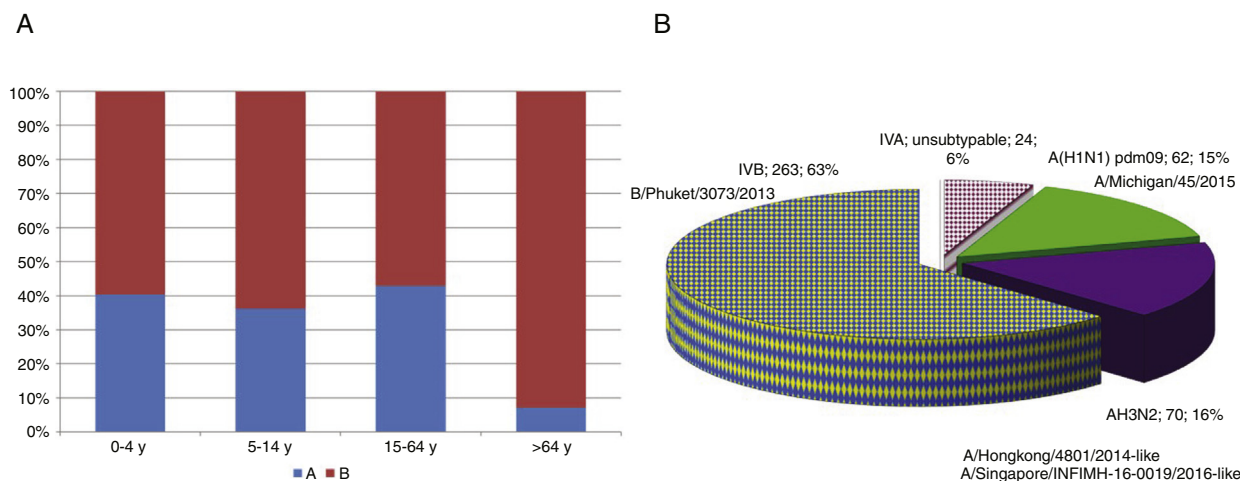 A
B
100%
90%
80%
70%
60%
50%
40%
30%
20%
10%
0%
0-4 y
5-14 y
15-64 y
>64 y
A
B
IVA; unsubtypable; 24;
6%
A(H1N1) pdm09; 62; 15%
A/Michigan/45/2015
IVB; 263; 63%
B/Phuket/3073/2013
AH3N2; 70; 16%
A/Hongkong/4801/2014-like
A/Singapore/INFIMH-16-0019/2016-like